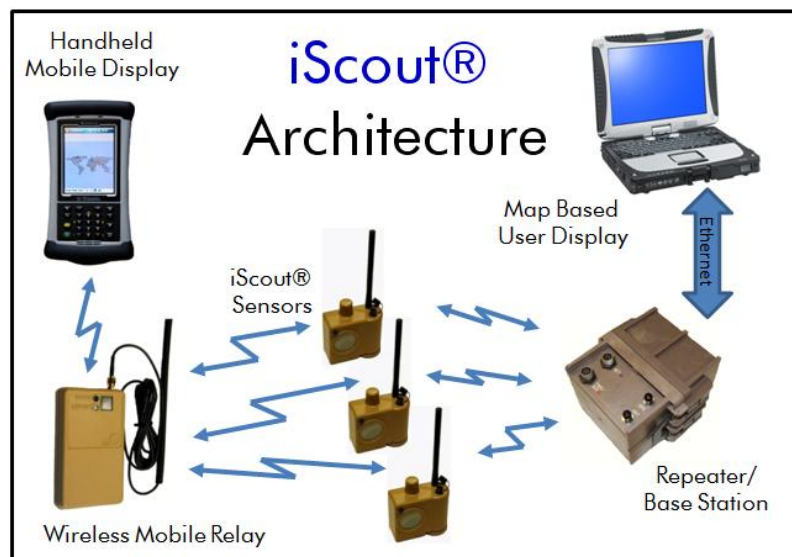 Handheld
Mobile Display
iScout®
Architecture
Map Based
User Display
Ethernet
iScout®
Sensors
Wireless Mobile Relay
Repeater/
Base Station